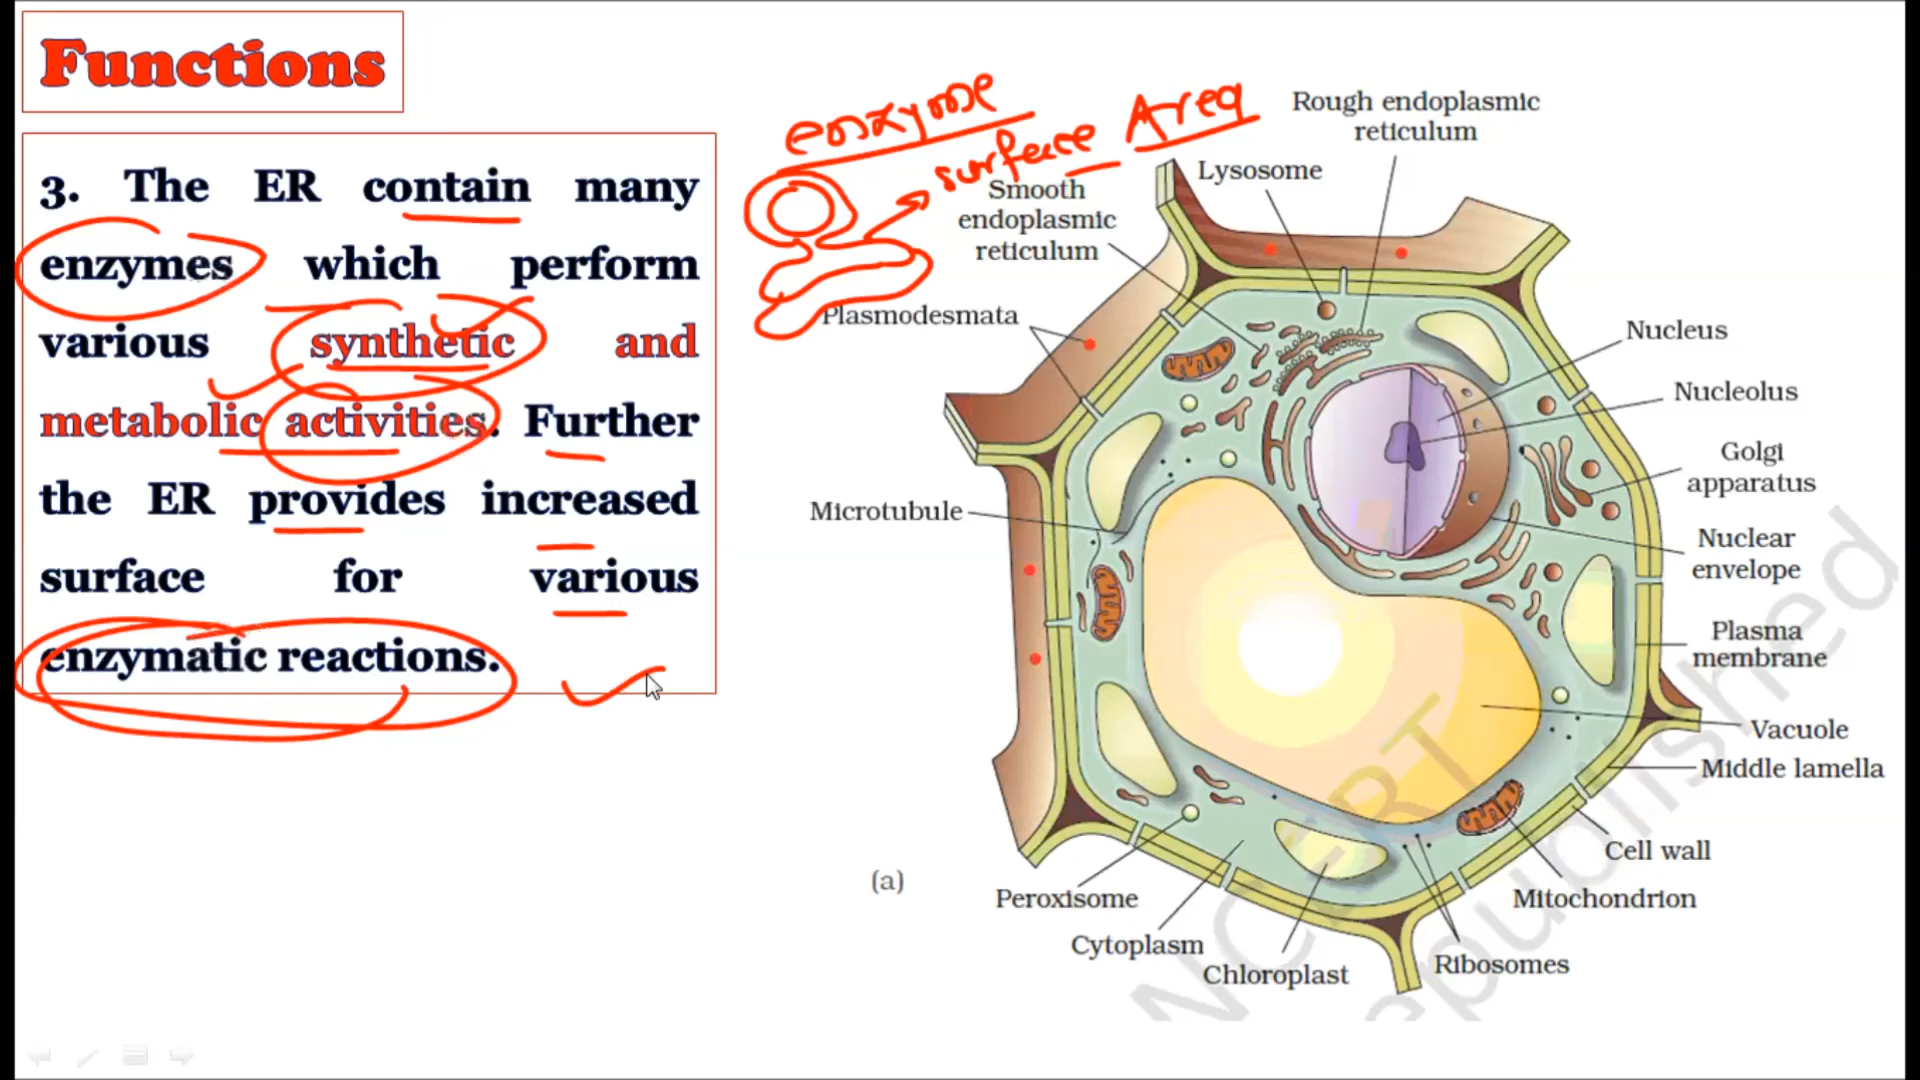 Functions
3. The ER contain many
enzymes which perform
various synthetic and
metabolic activities. Further
the ER provides increased
surface for various
enzymatic reactions.
enzyme
surface Area
Rough endoplasmic
reticulum
Lysosome
Smooth
endoplasmic
reticulum
Plasmodesmata
Nucleus
Nucleolus
Golgi
apparatus
Microtubule
Nuclear
envelope
Plasma
membrane
Vacuole
Middle lamella
Cell wall
(a)
Peroxisome
Mitochondrion
Cytoplasm
Chloroplast
Ribosomes
NCERT
republished